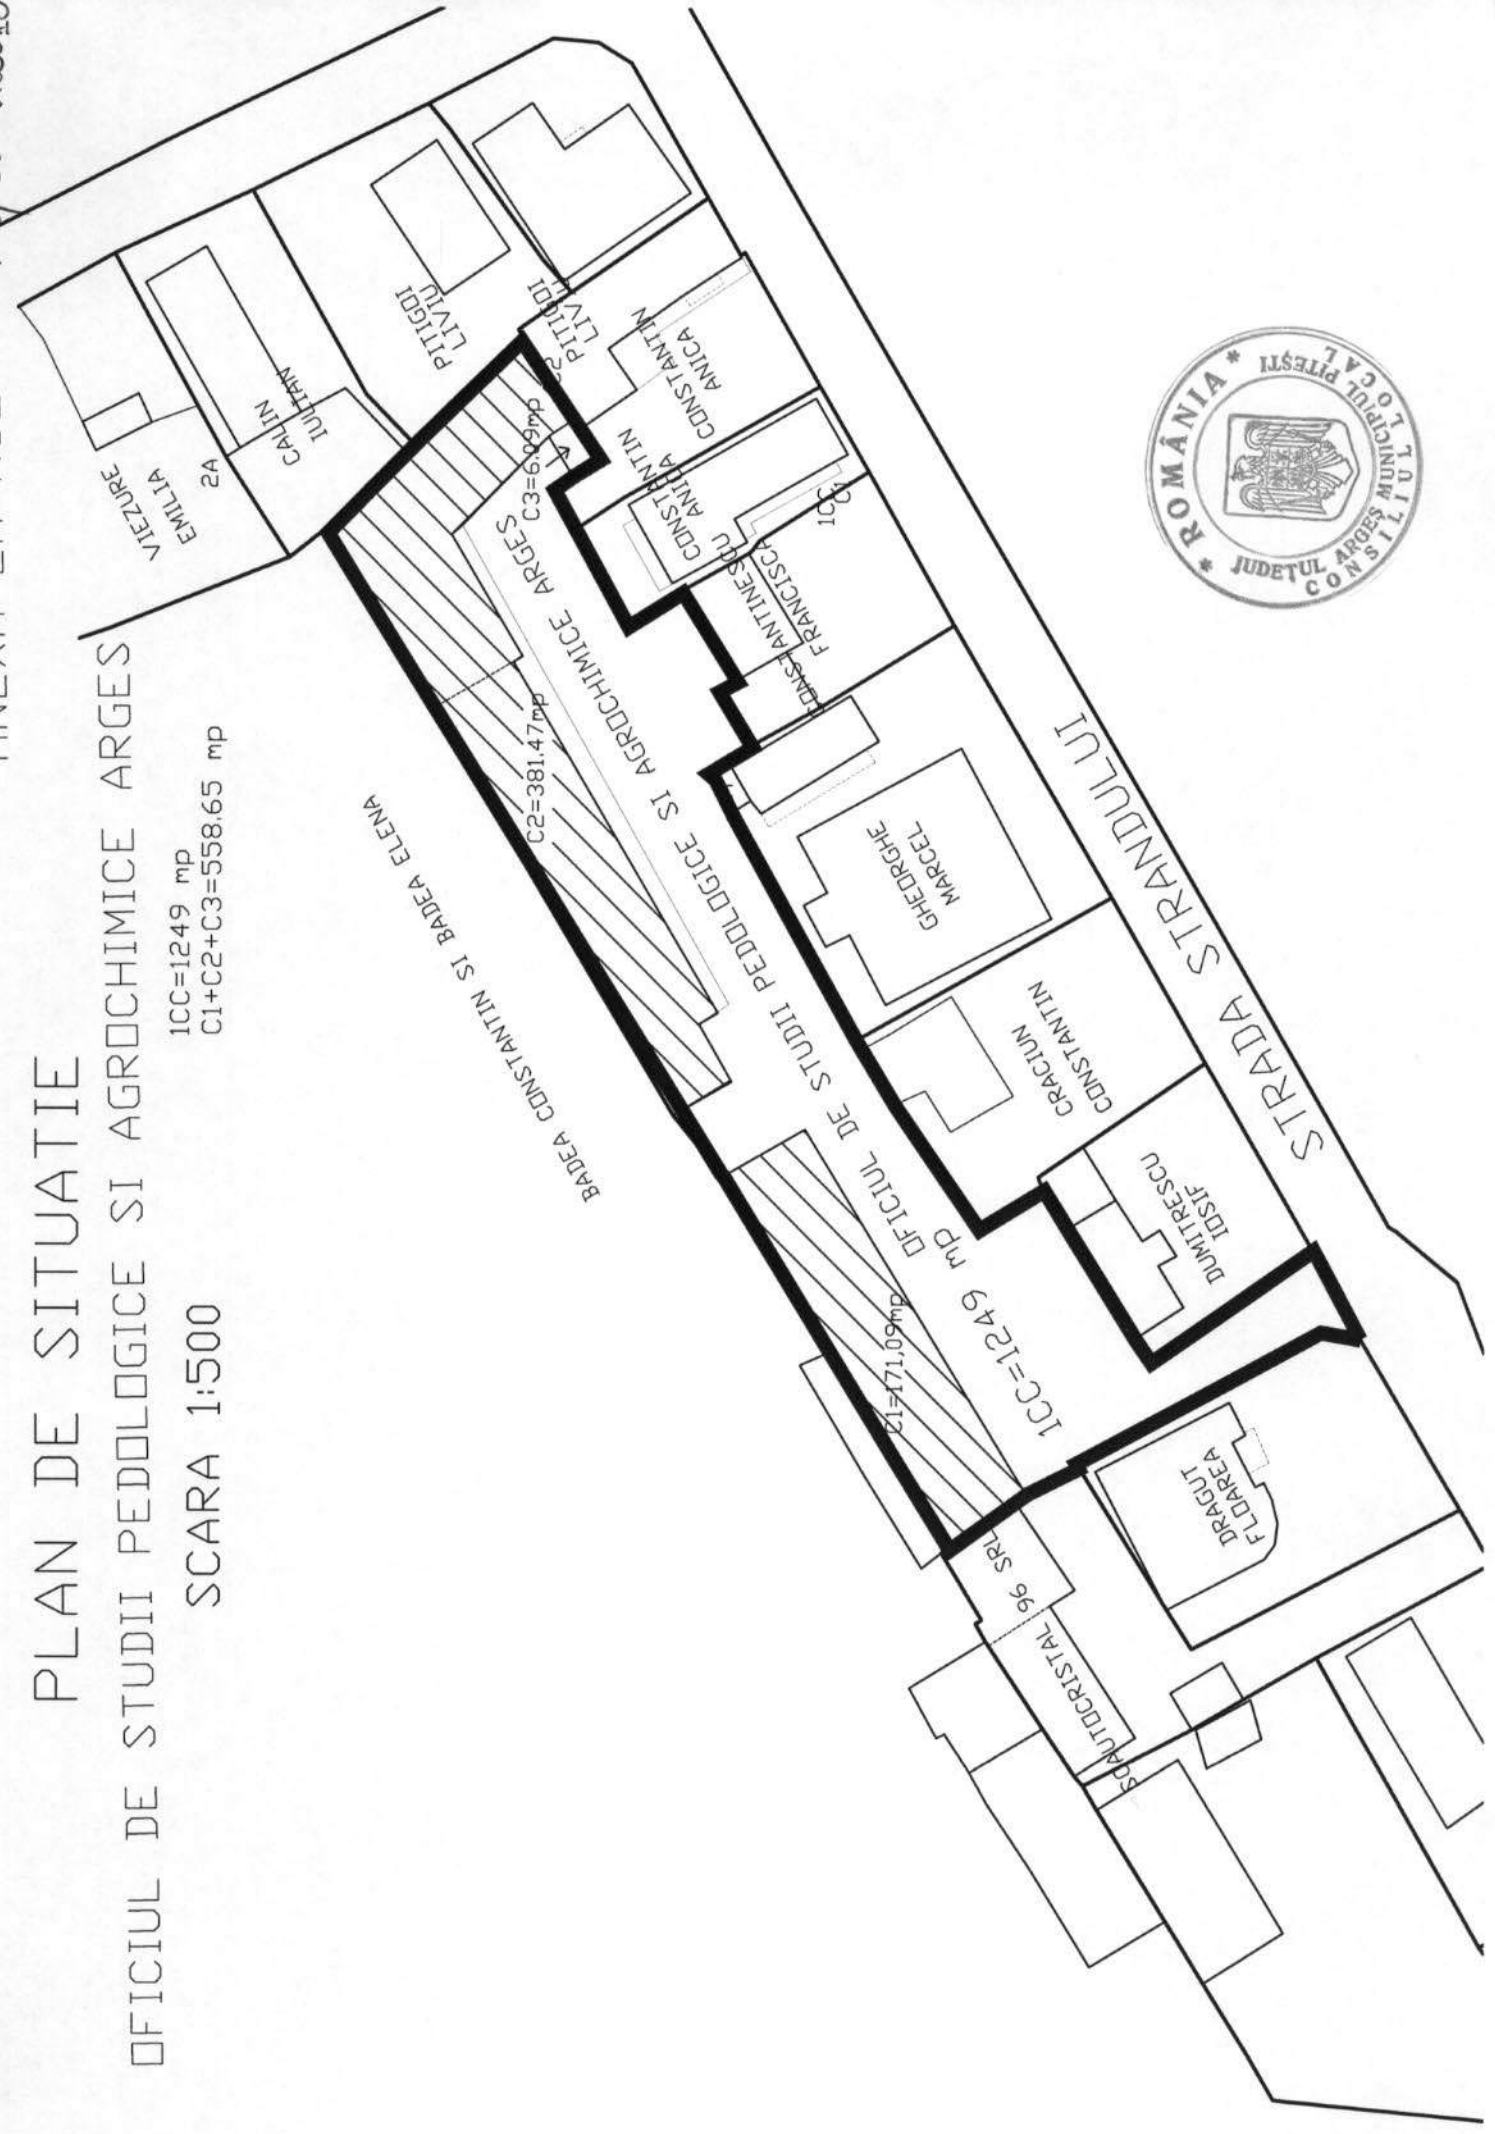 PLAN DE SITUATIE
OFICIUL DE STUDII PEDOLOGICE SI AGROCHIMICE ARGES
SCARA 1:500
1CC=1249 mp
C1+C2+C3=558.65 mp
VIEZURE
EMILIA
2A
CALIN
IULIAN
PITIGOI
LIVIU
PITIGOI
CONSTANTIN
ANICA
CONSTANTIN
ANICA
1CC
CONSTANTINESCU
FRANCISCA
C3=6.09mp
C2=381.47mp
BADEA CONSTANTIN SI BADEA ELENA
OFICIUL DE STUDII PEDOLOGICE SI AGROCHIMICE ARGES
1CC=1249 mp
C1=171.09mp
GHEORGHE
MARCEL
CRACIUN
CONSTANTIN
DUMITRESCU
IOSIF
DRAGUT
FLOAREA
AUTOCRISTAL 96 SRL
STRADA STRANDULUI
* ROMÂNIA *
JUDETUL ARGES MUNICIPIUL PITEȘTI
CONSILIUL LOCAL